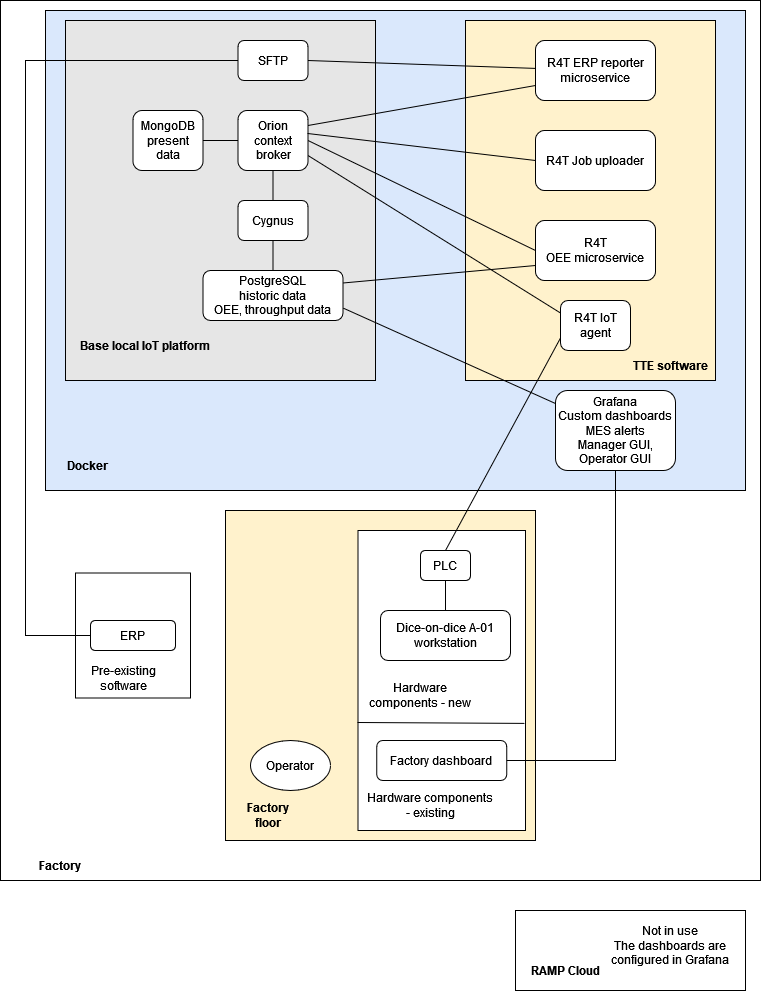 SFTP
R4T ERP reporter
microservice
MongoDB
present
data
Orion
context
broker
R4T Job uploader
Cygnus
R4T
OEE microservice
PostgreSQL
historic data
OEE, throughput data
R4T IoT
agent
Base local IoT platform
TTE software
Grafana
Custom dashboards
MES alerts
Manager GUI,
Operator GUI
Docker
PLC
Dice-on-dice A-01
workstation
ERP
Pre-existing
software
Hardware
components - new
Factory dashboard
Operator
Hardware components
- existing
Factory
floor
Factory
Not in use
The dashboards are
configured in Grafana
RAMP Cloud